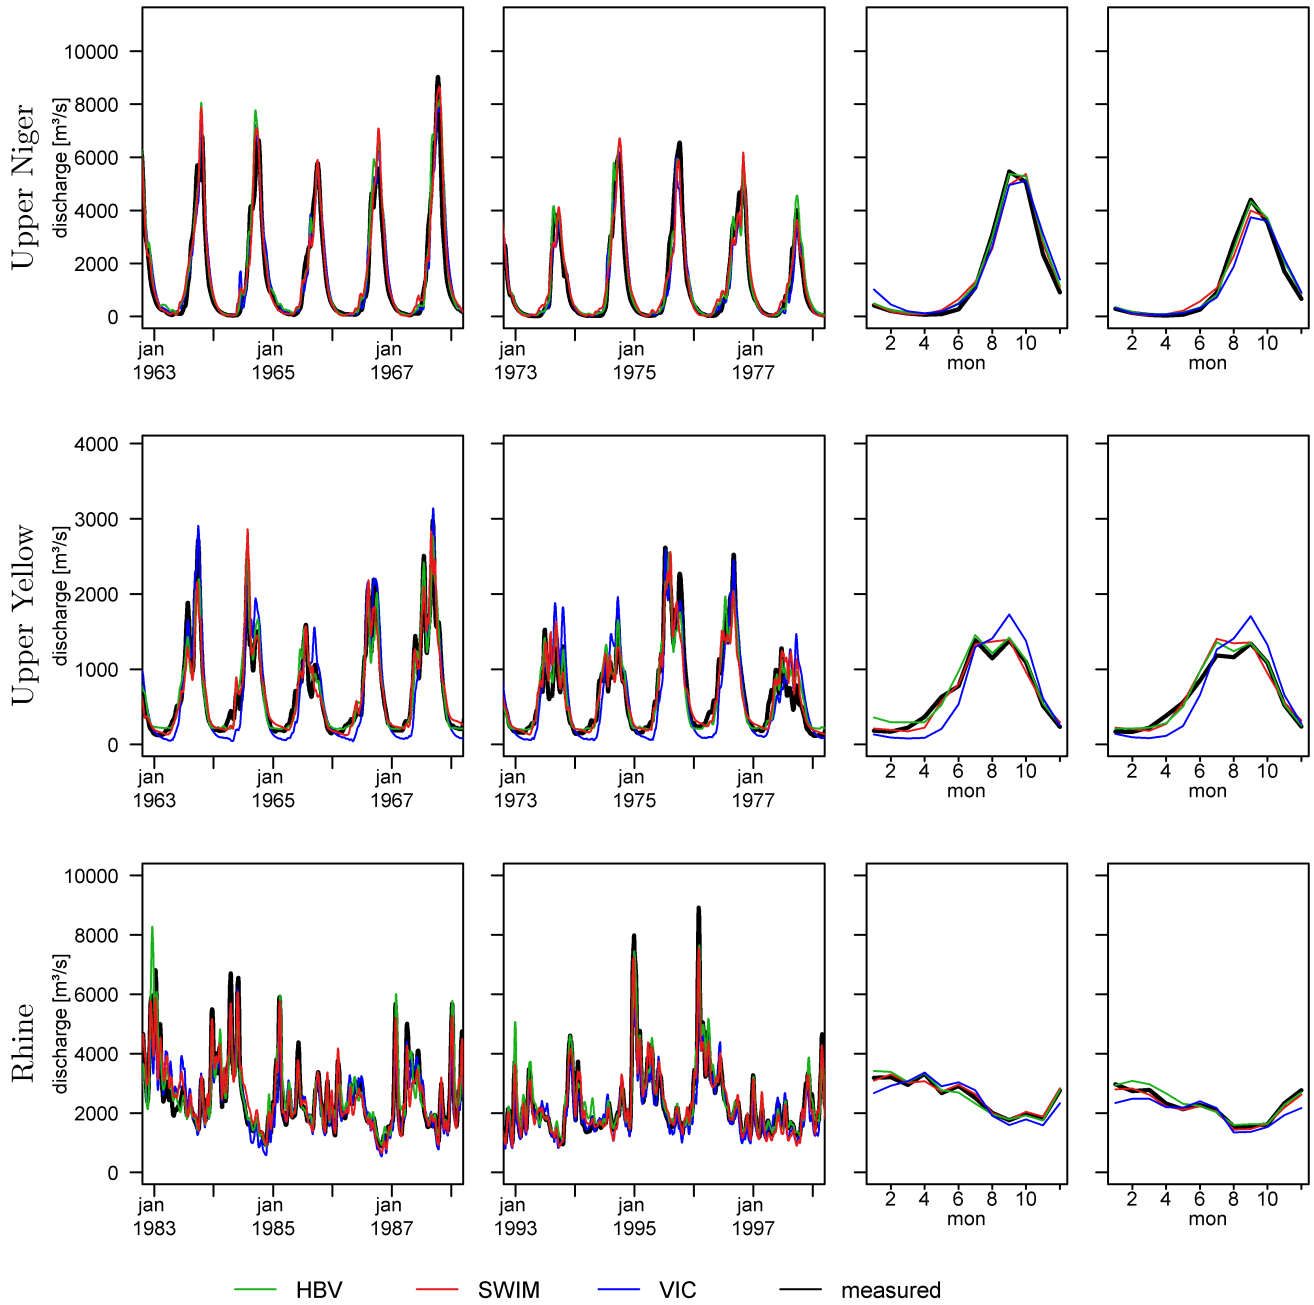 Upper Niger
discharge [m³/s]
10000
8000
6000
4000
2000
0
jan
1963
jan
1965
jan
1967
jan
1973
jan
1975
jan
1977
2 4 6 8 10
mon
2 4 6 8 10
mon
Upper Yellow
discharge [m³/s]
4000
3000
2000
1000
0
jan
1963
jan
1965
jan
1967
jan
1973
jan
1975
jan
1977
2 4 6 8 10
mon
2 4 6 8 10
mon
Rhine
discharge [m³/s]
10000
8000
6000
4000
2000
0
jan
1983
jan
1985
jan
1987
jan
1993
jan
1995
jan
1997
2 4 6 8 10
mon
2 4 6 8 10
mon
HBV SWIM VIC measured